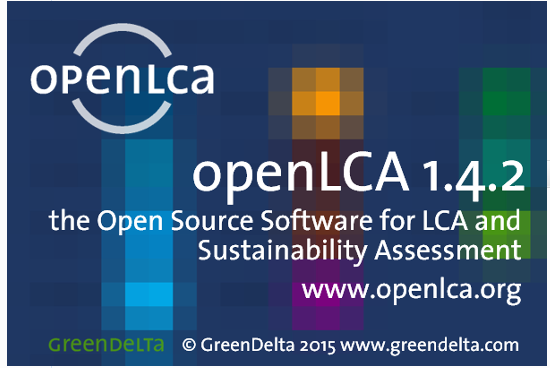 openLCA
openLCA 1.4.2
the Open Source Software for LCA and
Sustainability Assessment
www.openlca.org
GREENDELTA © GreenDelta 2015 www.greendelta.com